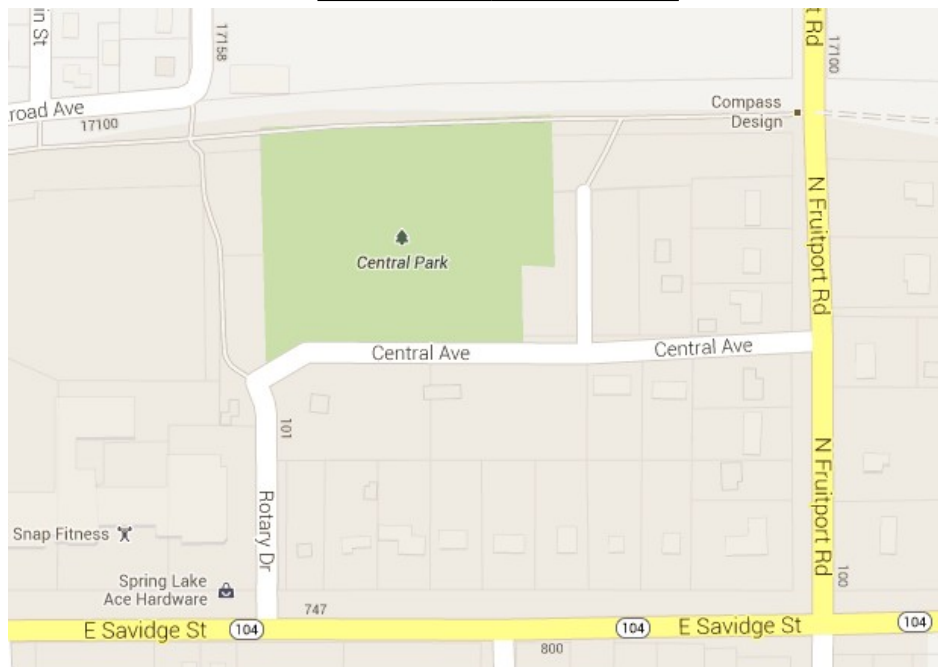 in St
17158
t Rd
17100
road Ave
17100
Compass
Design
N Fruitport Rd
Central Park
Central Ave
Central Ave
101
Rotary Dr
N Fruitport Rd
Snap Fitness
Spring Lake
Ace Hardware
100
747
E Savidge St
104
104
E Savidge St
104
800